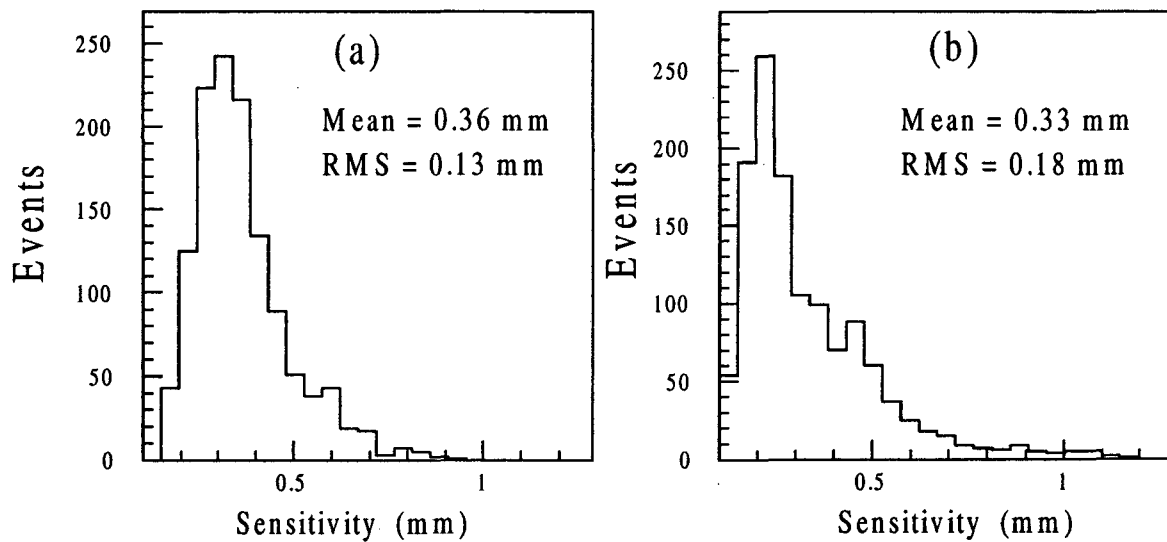 (a)
Mean = 0.36 mm
RMS = 0.13 mm
Events
250
200
150
100
50
0
0.5
1
Sensitivity (mm)
(b)
Mean = 0.33 mm
RMS = 0.18 mm
Events
250
200
150
100
50
0
0.5
1
Sensitivity (mm)